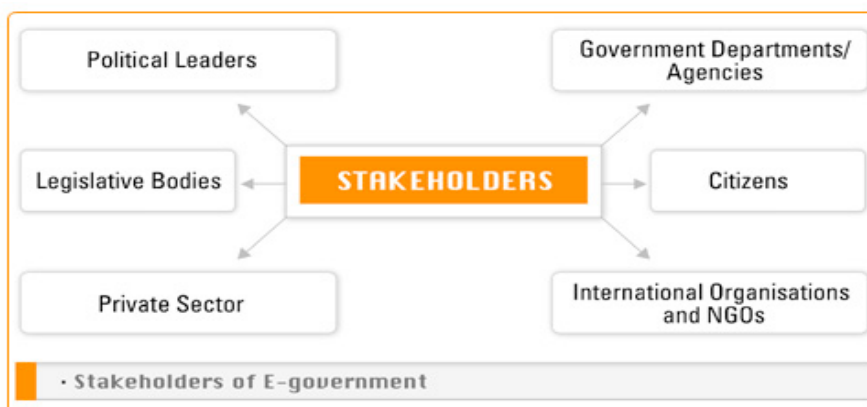 Political Leaders
Government Departments/
Agencies
Legislative Bodies
STAKEHOLDERS
Citizens
Private Sector
International Organisations
and NGOs
· Stakeholders of E-government